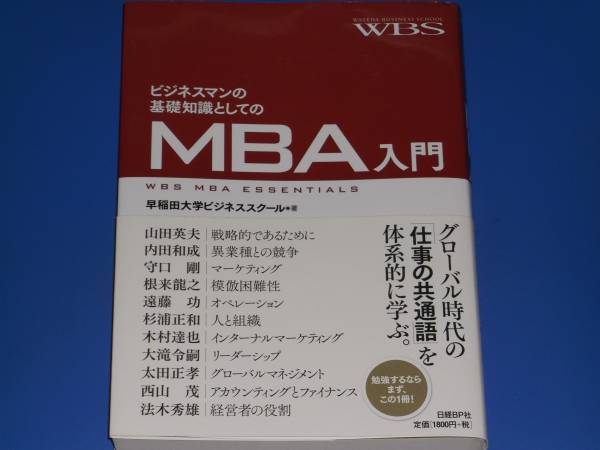 WASEDA BUSINESS SCHOOL
WBS
ビジネスマンの
基礎知識としての
MBA入門
WBS MBA ESSENTIALS
早稲田大学ビジネススクール●著
グローバル時代の
「仕事の共通語」を
体系的に学ぶ。
山田英夫 戦略的であるために
内田和成 異業種との競争
守口 剛 マーケティング
根来龍之 模倣困難性
遠藤 功 オペレーション
杉浦正和 人と組織
木村達也 インターナルマーケティング
大滝令嗣 リーダーシップ
太田正孝 グローバルマネジメント
西山 茂 アカウンティングとファイナンス
法木秀雄 経営者の役割
勉強するなら
まず、
この1冊!
日経BP社
定価[1800円+税]